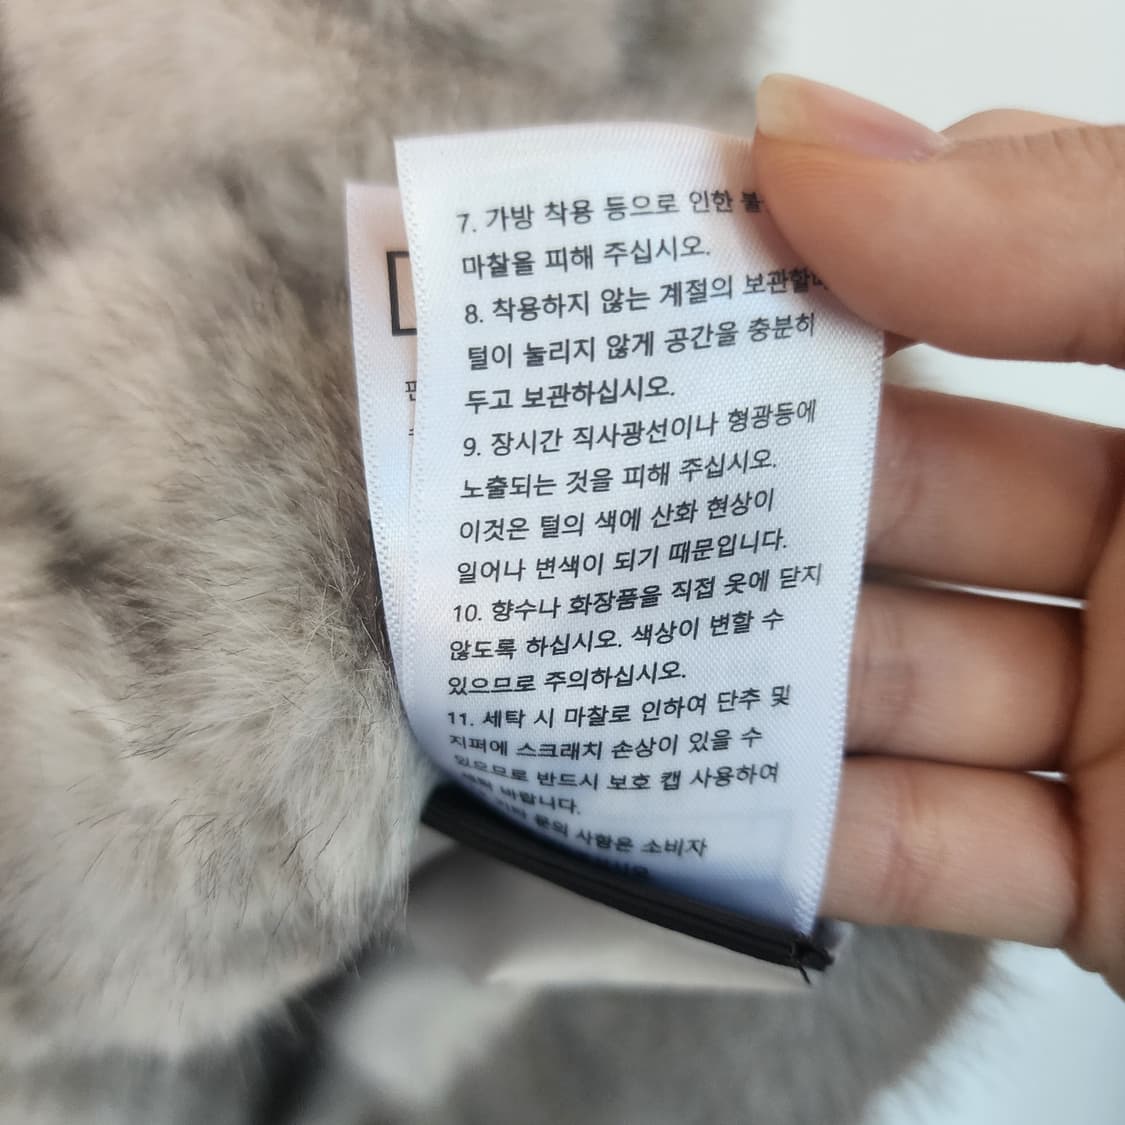 7. 가방 착용 등으로 인한
마찰을 피해 주십시오.
8. 착용하지 않는 계절의
털이 눌리지 않게 공간을 충분히
두고 보관하십시오.
9. 장시간 직사광선이나 형광등에
노출되는 것을 피해 주십시오.
이것은 털의 색에 산화 현상이
일어나 변색이 되기 때문입니다.
10. 향수나 화장품을 직접 옷에 닫지
않도록 하십시오. 색상이 변할 수
있으므로 주의하십시오.
11. 세탁 시 마찰로 인하여 단추 및
지퍼에 스크래치 손상이 있을 수
있으므로 반드시 보호 캡 사용하여
바랍니다.
문의 사항은 소비자